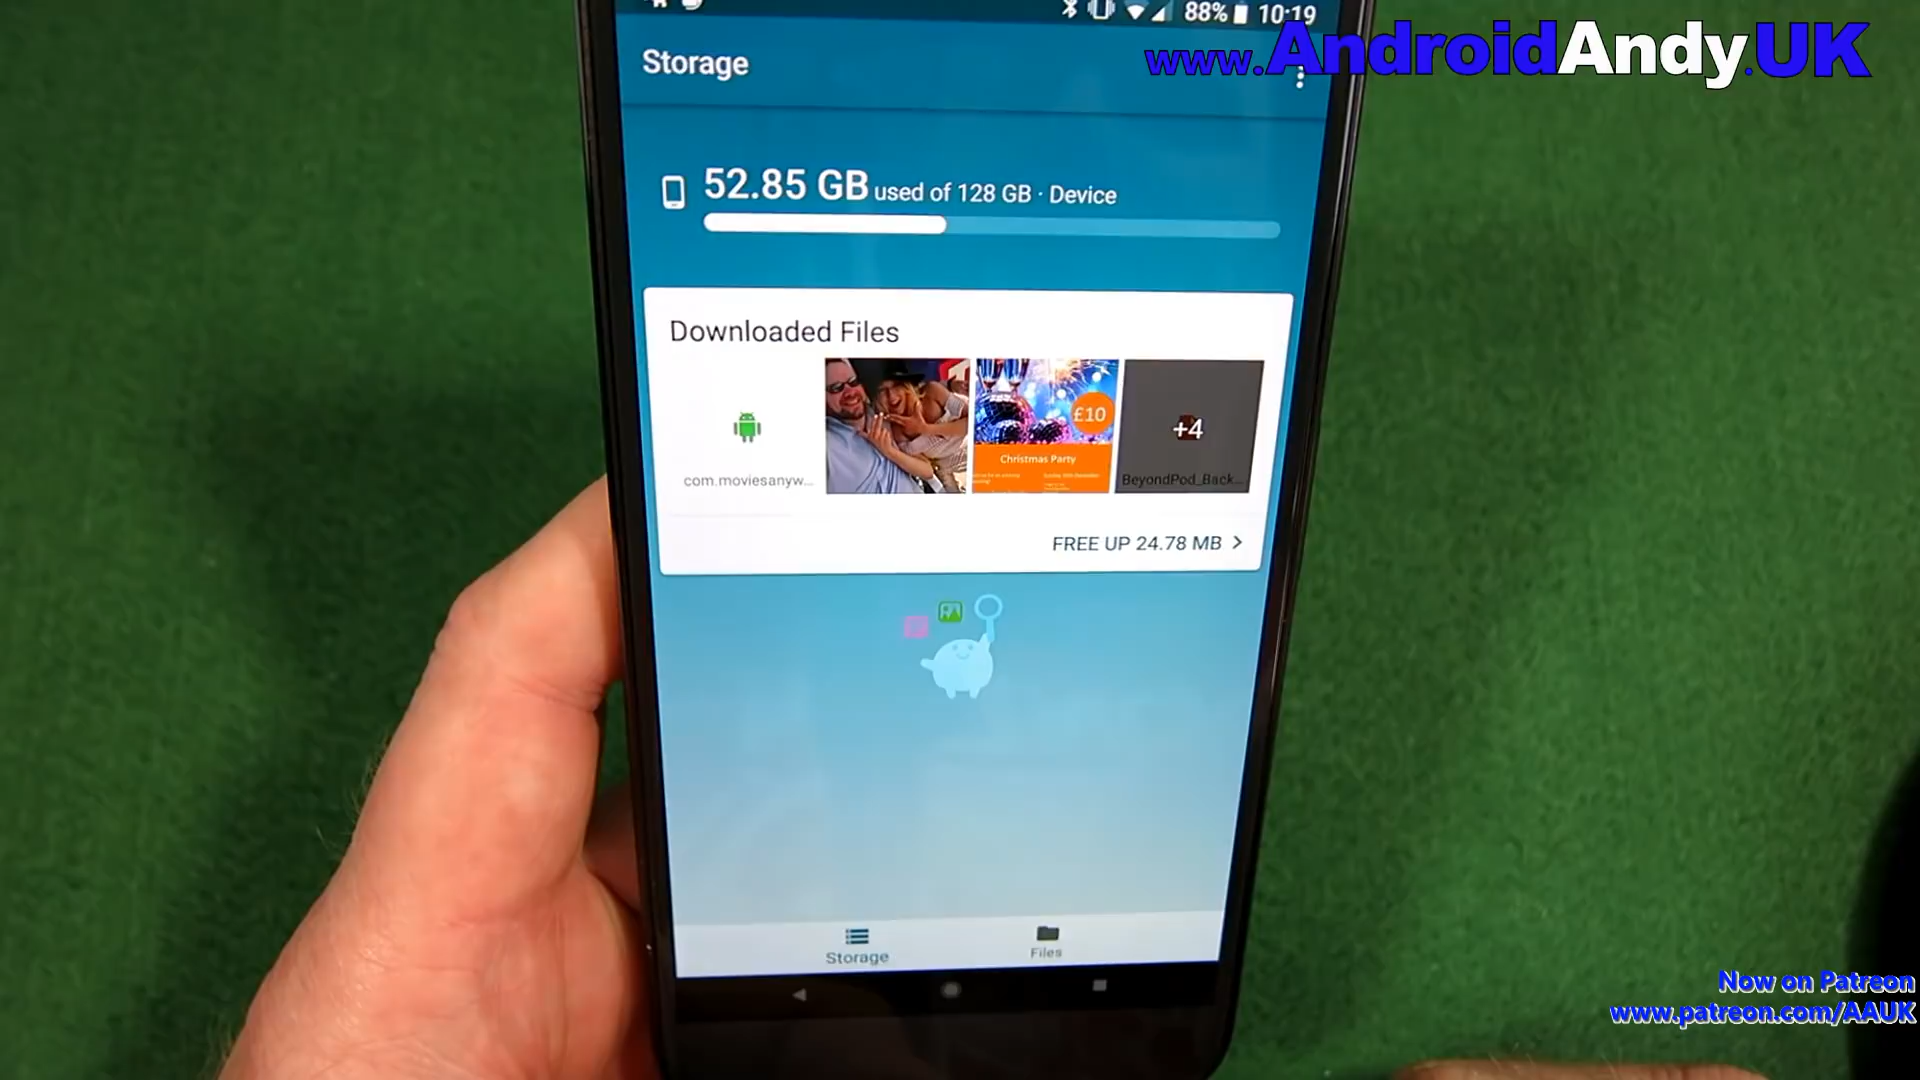 88% 10:19
www.AndroidAndy.UK
Storage
52.85 GB used of 128 GB · Device
Downloaded Files
£10
Christmas Party
+4
com.moviesanyw...
BeyondPod_Back...
FREE UP 24.78 MB
Storage
Files
Now on Patreon
www.patreon.com/AAUK